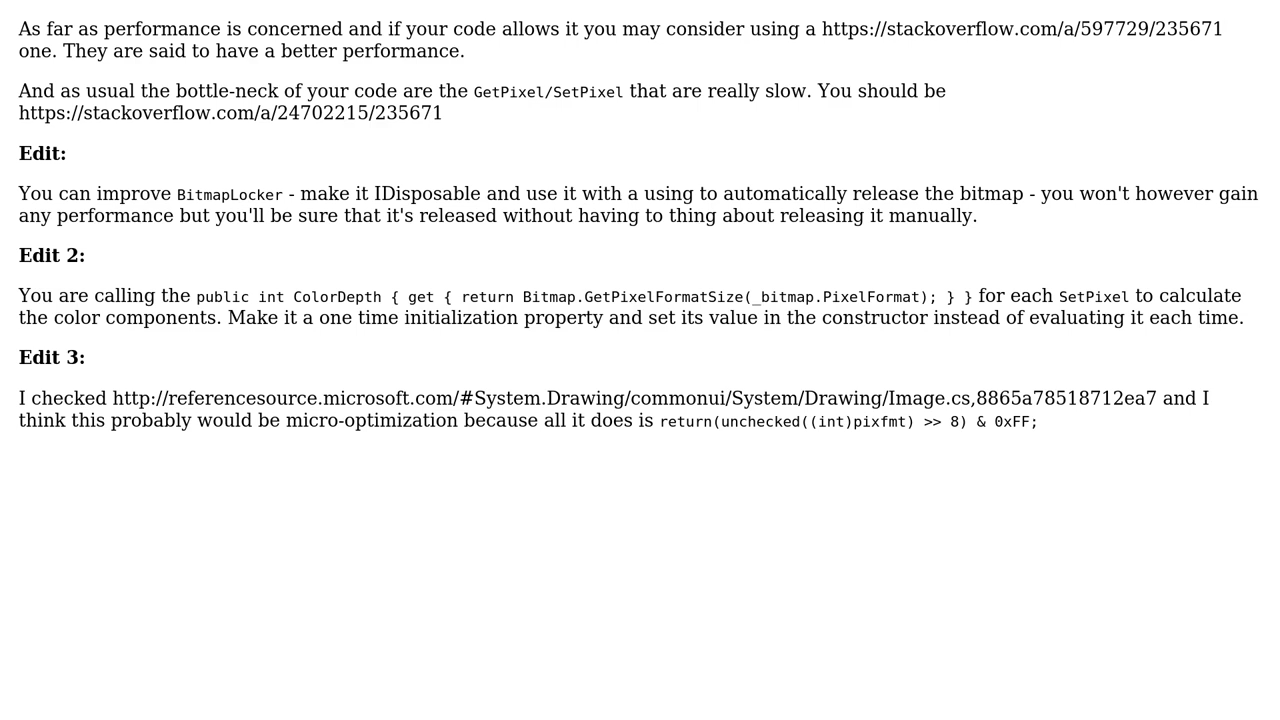 As far as performance is concerned and if your code allows it you may consider using a https://stackoverflow.com/a/597729/235671
one. They are said to have a better performance.
And as usual the bottle-neck of your code are the GetPixel/SetPixel that are really slow. You should be
https://stackoverflow.com/a/24702215/235671
Edit:
You can improve BitmapLocker - make it IDisposable and use it with a using to automatically release the bitmap - you won't however gain
any performance but you'll be sure that it's released without having to thing about releasing it manually.
Edit 2:
You are calling the public int ColorDepth { get { return Bitmap.GetPixelFormatSize(_bitmap.PixelFormat); } } for each SetPixel to calculate
the color components. Make it a one time initialization property and set its value in the constructor instead of evaluating it each time.
Edit 3:
I checked http://referencesource.microsoft.com/#System.Drawing/commonui/System/Drawing/Image.cs,8865a78518712ea7 and I
think this probably would be micro-optimization because all it does is return(unchecked((int)pixfmt) >> 8) & 0xFF;